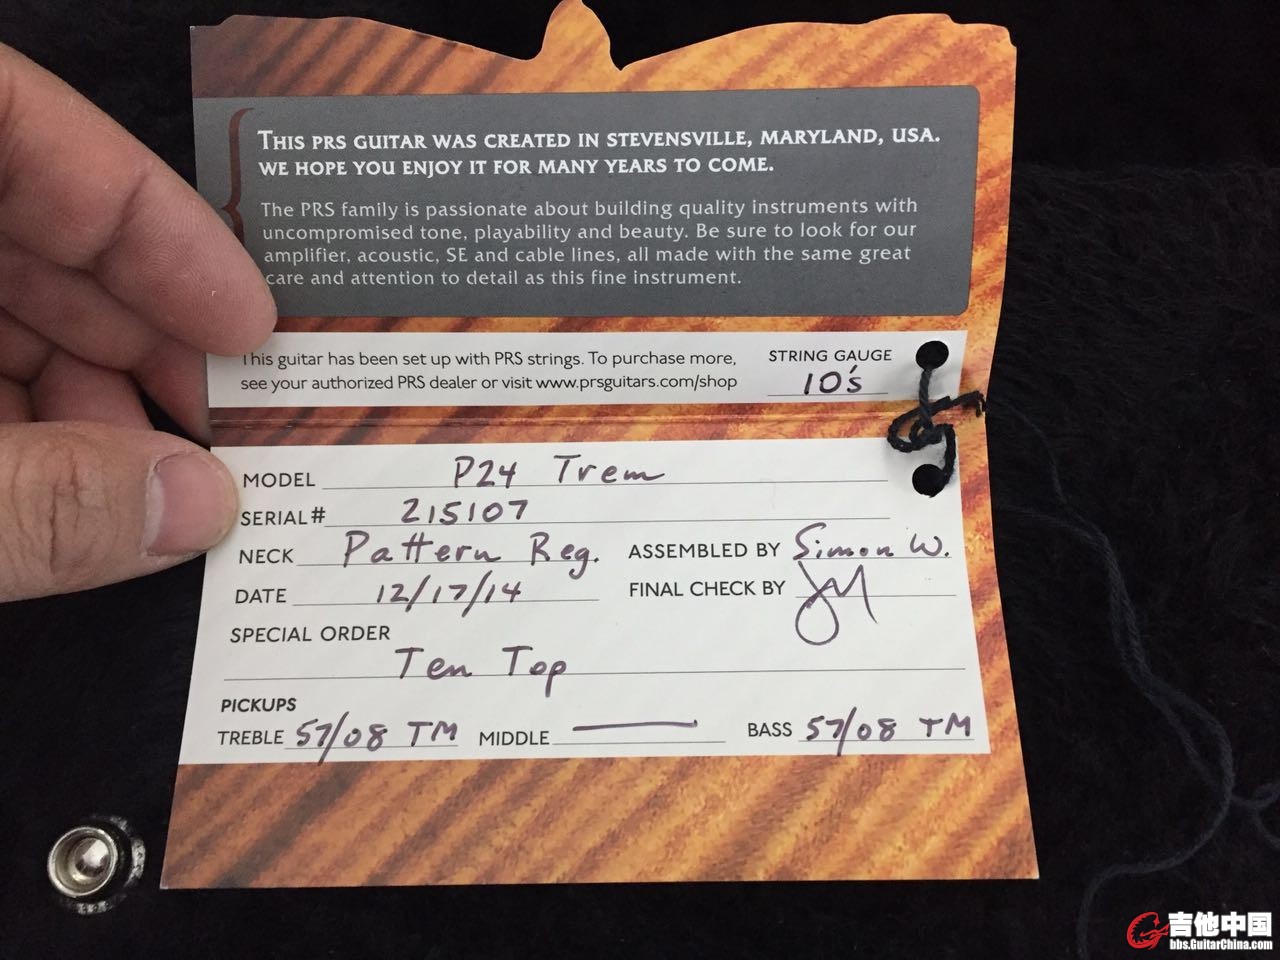 THIS PRS GUITAR WAS CREATED IN STEVENSVILLE, MARYLAND, USA.
WE HOPE YOU ENJOY IT FOR MANY YEARS TO COME.
The PRS family is passionate about building quality instruments with
uncompromised tone, playability and beauty. Be sure to look for our
amplifier, acoustic, SE and cable lines, all made with the same great
care and attention to detail as this fine instrument.
This guitar has been set up with PRS strings. To purchase more,
see your authorized PRS dealer or visit www.prsguitars.com/shop
STRING GAUGE
10's
MODEL P24 Trem
SERIAL# 215107
NECK Pattern Reg. ASSEMBLED BY Simon W.
DATE 12/17/14 FINAL CHECK BY
SPECIAL ORDER
Ten Top
PICKUPS
TREBLE 57/08 TM MIDDLE BASS 57/08 TM
吉他中国
bbs.GuitarChina.com